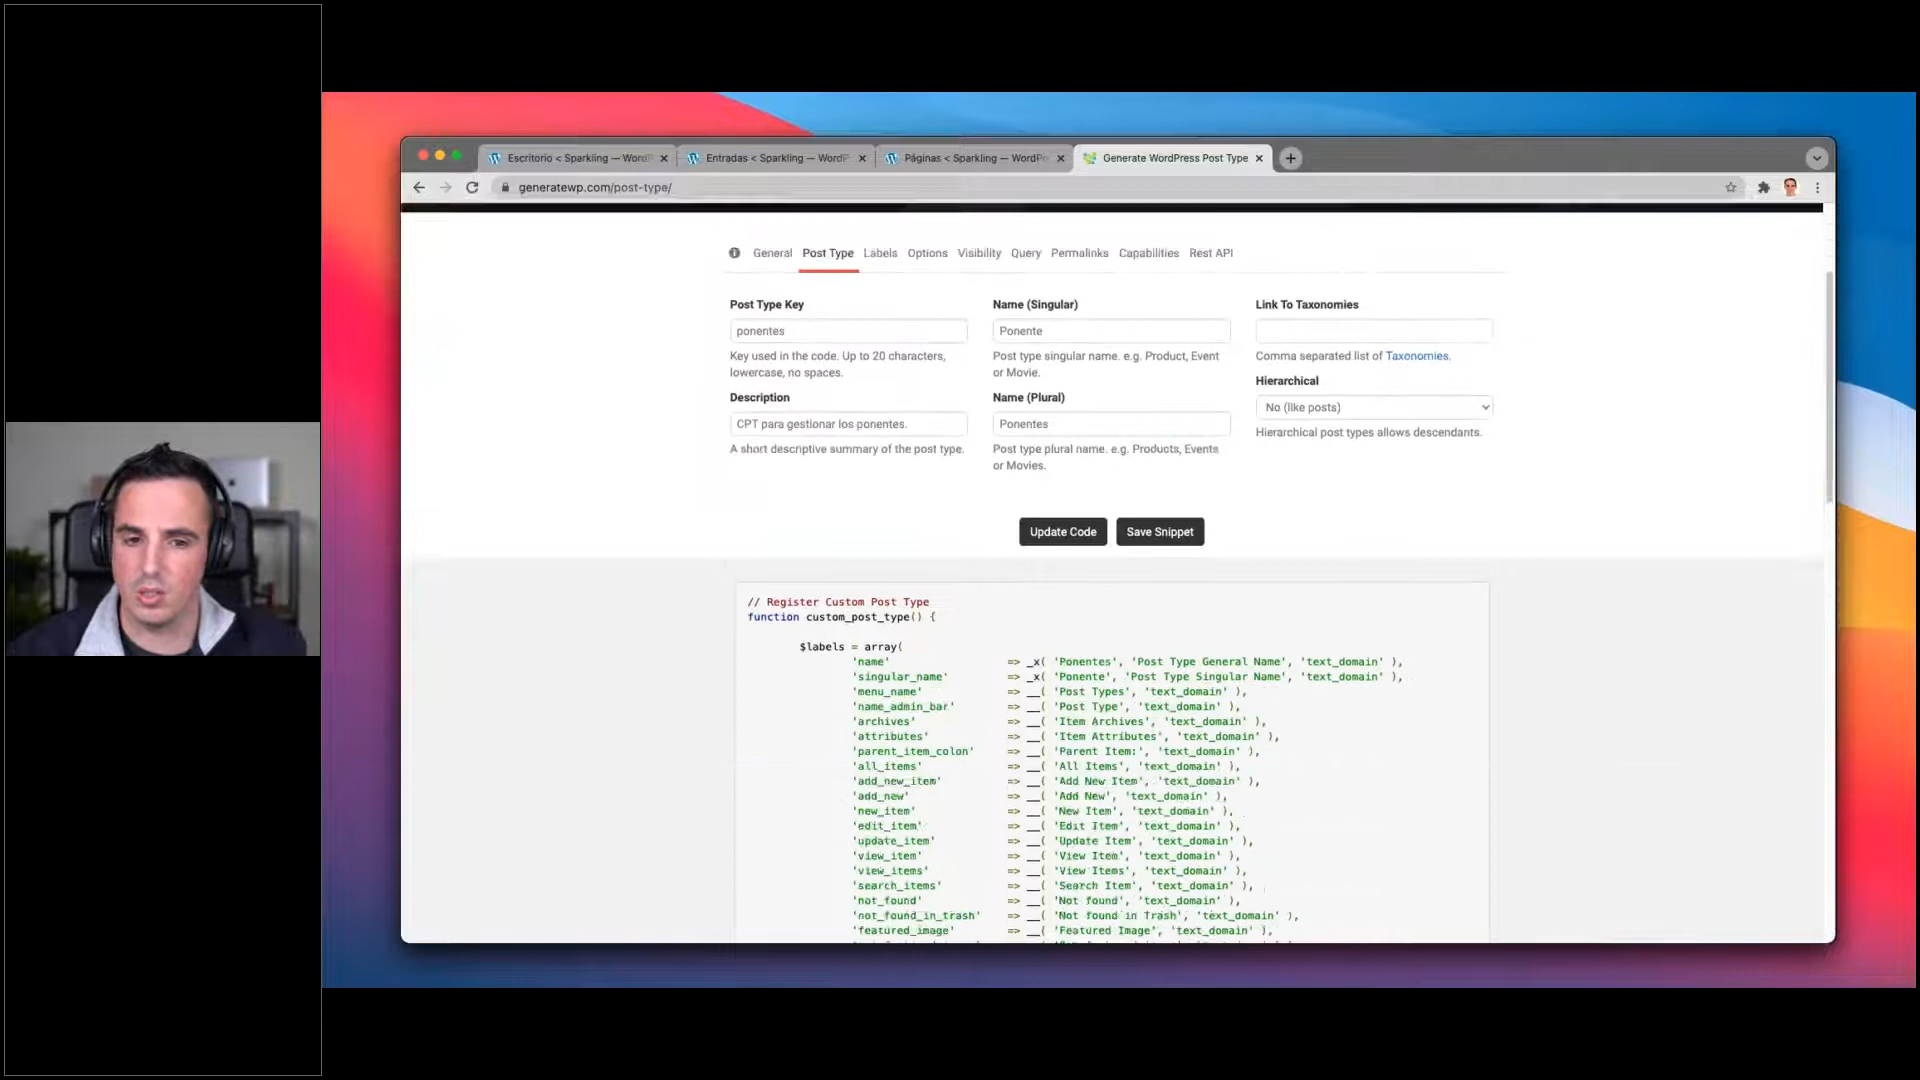 Escritorio < Sparkling — WordP
Entradas < Sparkling — WordP
Páginas < Sparkling — WordPr
Generate WordPress Post Type
generatewp.com/post-type/
General Post Type Labels Options Visibility Query Permalinks Capabilities Rest API
Post Type Key
ponentes
Key used in the code. Up to 20 characters,
lowercase, no spaces.
Description
CPT para gestionar los ponentes.
A short descriptive summary of the post type.
Name (Singular)
Ponente
Post type singular name. e.g. Product, Event
or Movie.
Name (Plural)
Ponentes
Post type plural name. e.g. Products, Events
or Movies.
Link To Taxonomies
Comma separated list of Taxonomies.
Hierarchical
No (like posts)
Hierarchical post types allows descendants.
Update Code
Save Snippet
// Register Custom Post Type
function custom_post_type() {
$labels = array(
'name' => _x( 'Ponentes', 'Post Type General Name', 'text_domain' ),
'singular_name' => _x( 'Ponente', 'Post Type Singular Name', 'text_domain' ),
'menu_name' => __( 'Post Types', 'text_domain' ),
'name_admin_bar' => __( 'Post Type', 'text_domain' ),
'archives' => __( 'Item Archives', 'text_domain' ),
'attributes' => __( 'Item Attributes', 'text_domain' ),
'parent_item_colon' => __( 'Parent Item:', 'text_domain' ),
'all_items' => __( 'All Items', 'text_domain' ),
'add_new_item' => __( 'Add New Item', 'text_domain' ),
'add_new' => __( 'Add New', 'text_domain' ),
'new_item' => __( 'New Item', 'text_domain' ),
'edit_item' => __( 'Edit Item', 'text_domain' ),
'update_item' => __( 'Update Item', 'text_domain' ),
'view_item' => __( 'View Item', 'text_domain' ),
'view_items' => __( 'View Items', 'text_domain' ),
'search_items' => __( 'Search Item', 'text_domain' ),
'not_found' => __( 'Not found', 'text_domain' ),
'not_found_in_trash' => __( 'Not found in Trash', 'text_domain' ),
'featured_image' => __( 'Featured Image', 'text_domain' ),